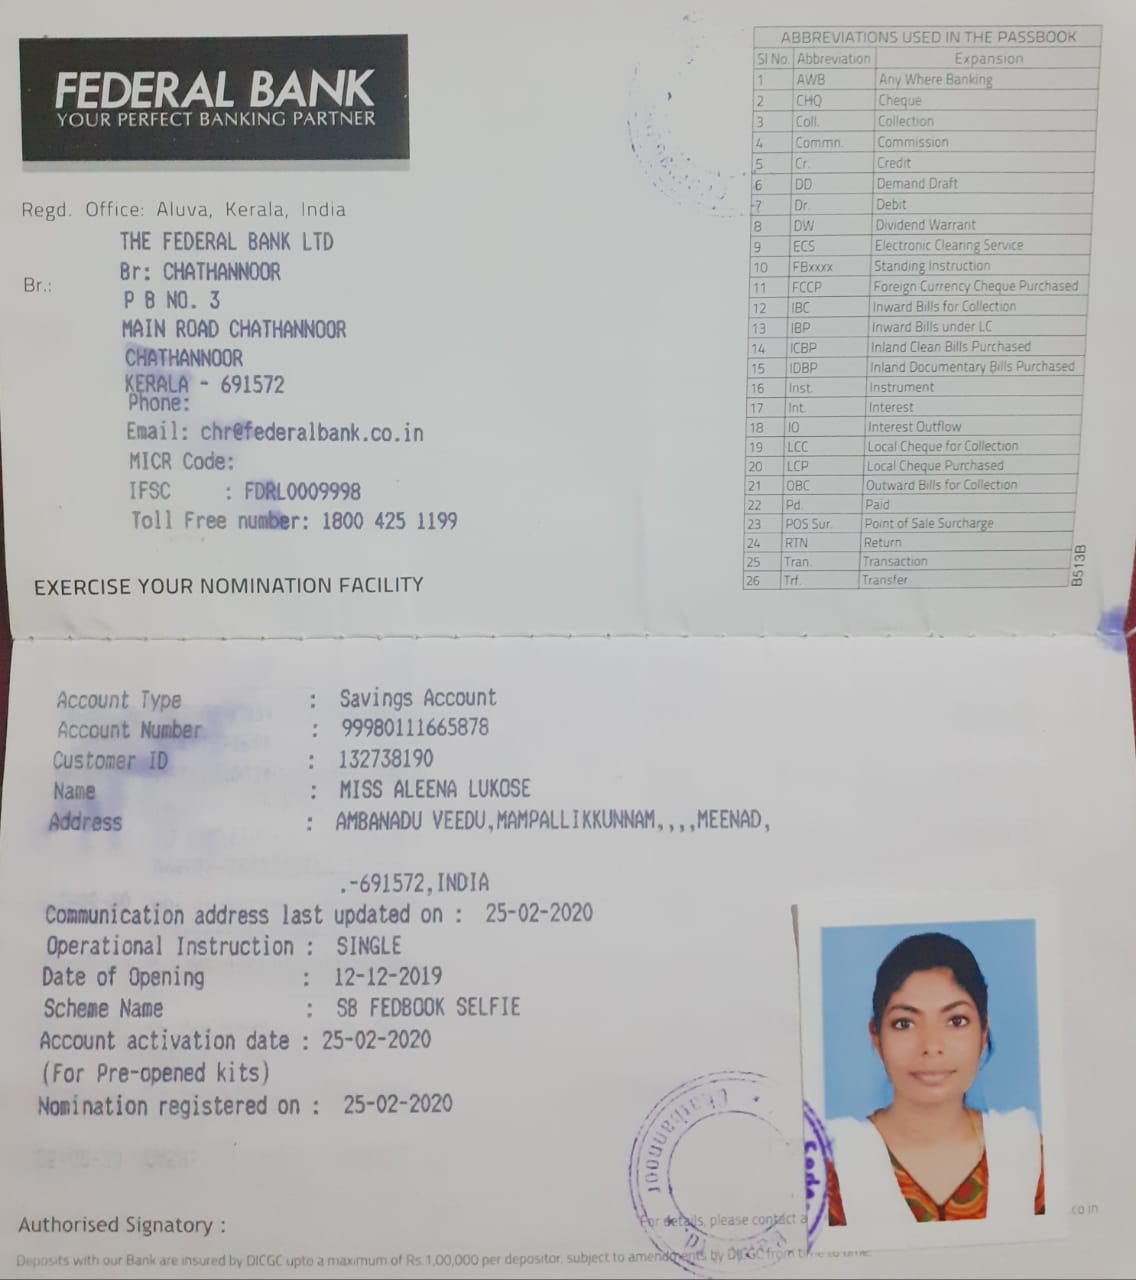 FEDERAL BANK
YOUR PERFECT BANKING PARTNER
Regd. Office: Aluva, Kerala, India
THE FEDERAL BANK LTD
Br.: Br: CHATHANNOOR
P B NO. 3
MAIN ROAD CHATHANNOOR
CHATHANNOOR
KERALA - 691572
Phone:
Email: chr@federalbank.co.in
MICR Code:
IFSC : FDRL0009998
Toll Free number: 1800 425 1199
EXERCISE YOUR NOMINATION FACILITY
ABBREVIATIONS USED IN THE PASSBOOK
Sl No. Abbreviation Expansion
1 AWB Any Where Banking
2 CHQ Cheque
3 Coll. Collection
4 Commn. Commission
5 Cr. Credit
6 DD Demand Draft
7 Dr. Debit
8 DW Dividend Warrant
9 ECS Electronic Clearing Service
10 FBxxxx Standing Instruction
11 FCCP Foreign Currency Cheque Purchased
12 IBC Inward Bills for Collection
13 IBP Inward Bills under LC
14 ICBP Inland Clean Bills Purchased
15 IDBP Inland Documentary Bills Purchased
16 Inst. Instrument
17 Int. Interest
18 IO Interest Outflow
19 LCC Local Cheque for Collection
20 LCP Local Cheque Purchased
21 OBC Outward Bills for Collection
22 Pd. Paid
23 POS Sur. Point of Sale Surcharge
24 RTN Return
25 Tran. Transaction
26 Trf. Transfer
B513B
Account Type : Savings Account
Account Number : 99980111665878
Customer ID : 132738190
Name : MISS ALEENA LUKOSE
Address : AMBANADU VEEDU,MAMPALLIKKUNNAM,,,,MEENAD,
.-691572,INDIA
Communication address last updated on : 25-02-2020
Operational Instruction : SINGLE
Date of Opening : 12-12-2019
Scheme Name : SB FEDBOOK SELFIE
Account activation date : 25-02-2020
(For Pre-opened kits)
Nomination registered on : 25-02-2020
Chathannoor
Authorised Signatory :
For details, please contact a
co.in
Deposits with our Bank are insured by DICGC upto a maximum of Rs.1,00,000 per depositor, subject to amendments by DICGC from time to time.